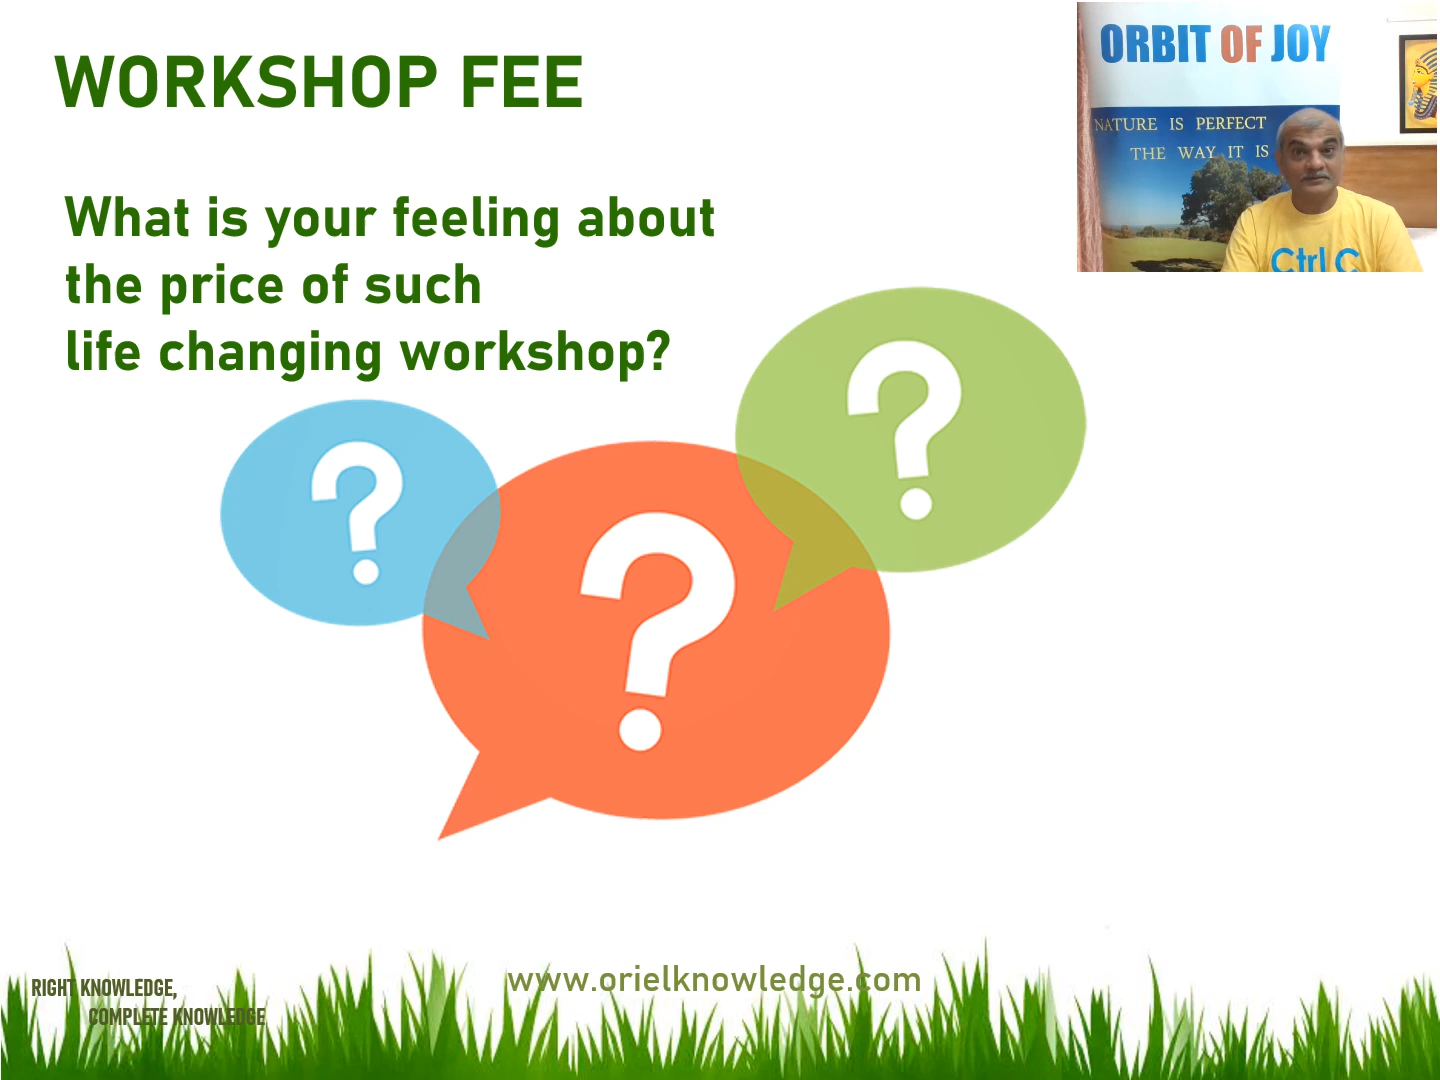 WORKSHOP FEE
What is your feeling about
the price of such
life changing workshop?
ORBIT OF JOY
NATURE IS PERFECT
THE WAY IT IS
Ctrl C
?
?
?
www.orielknowledge.com
RIGHT KNOWLEDGE,
COMPLETE KNOWLEDGE